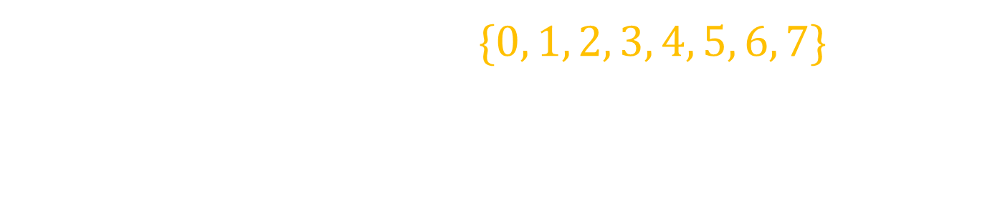 {0, 1, 2, 3, 4, 5, 6, 7}